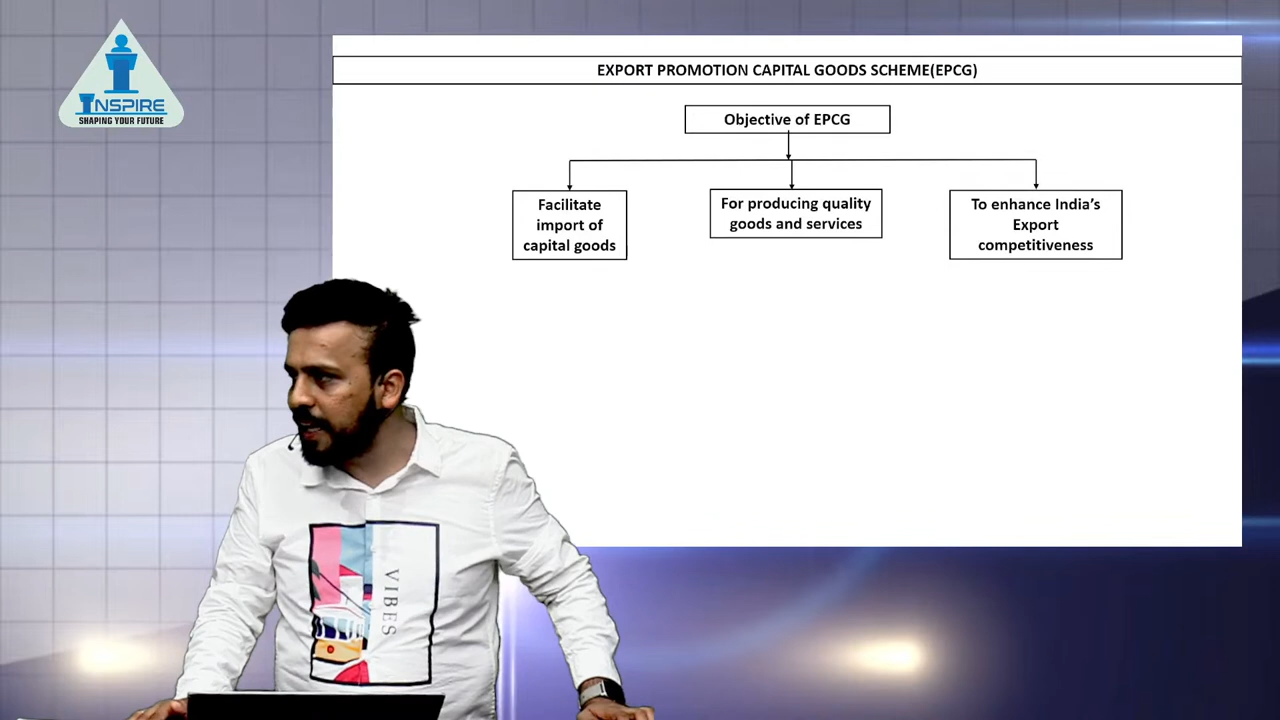 INSPIRE
SHAPING YOUR FUTURE
EXPORT PROMOTION CAPITAL GOODS SCHEME(EPCG)
Objective of EPCG
Facilitate
import of
capital goods
For producing quality
goods and services
To enhance India's
Export
competitiveness
VIBES